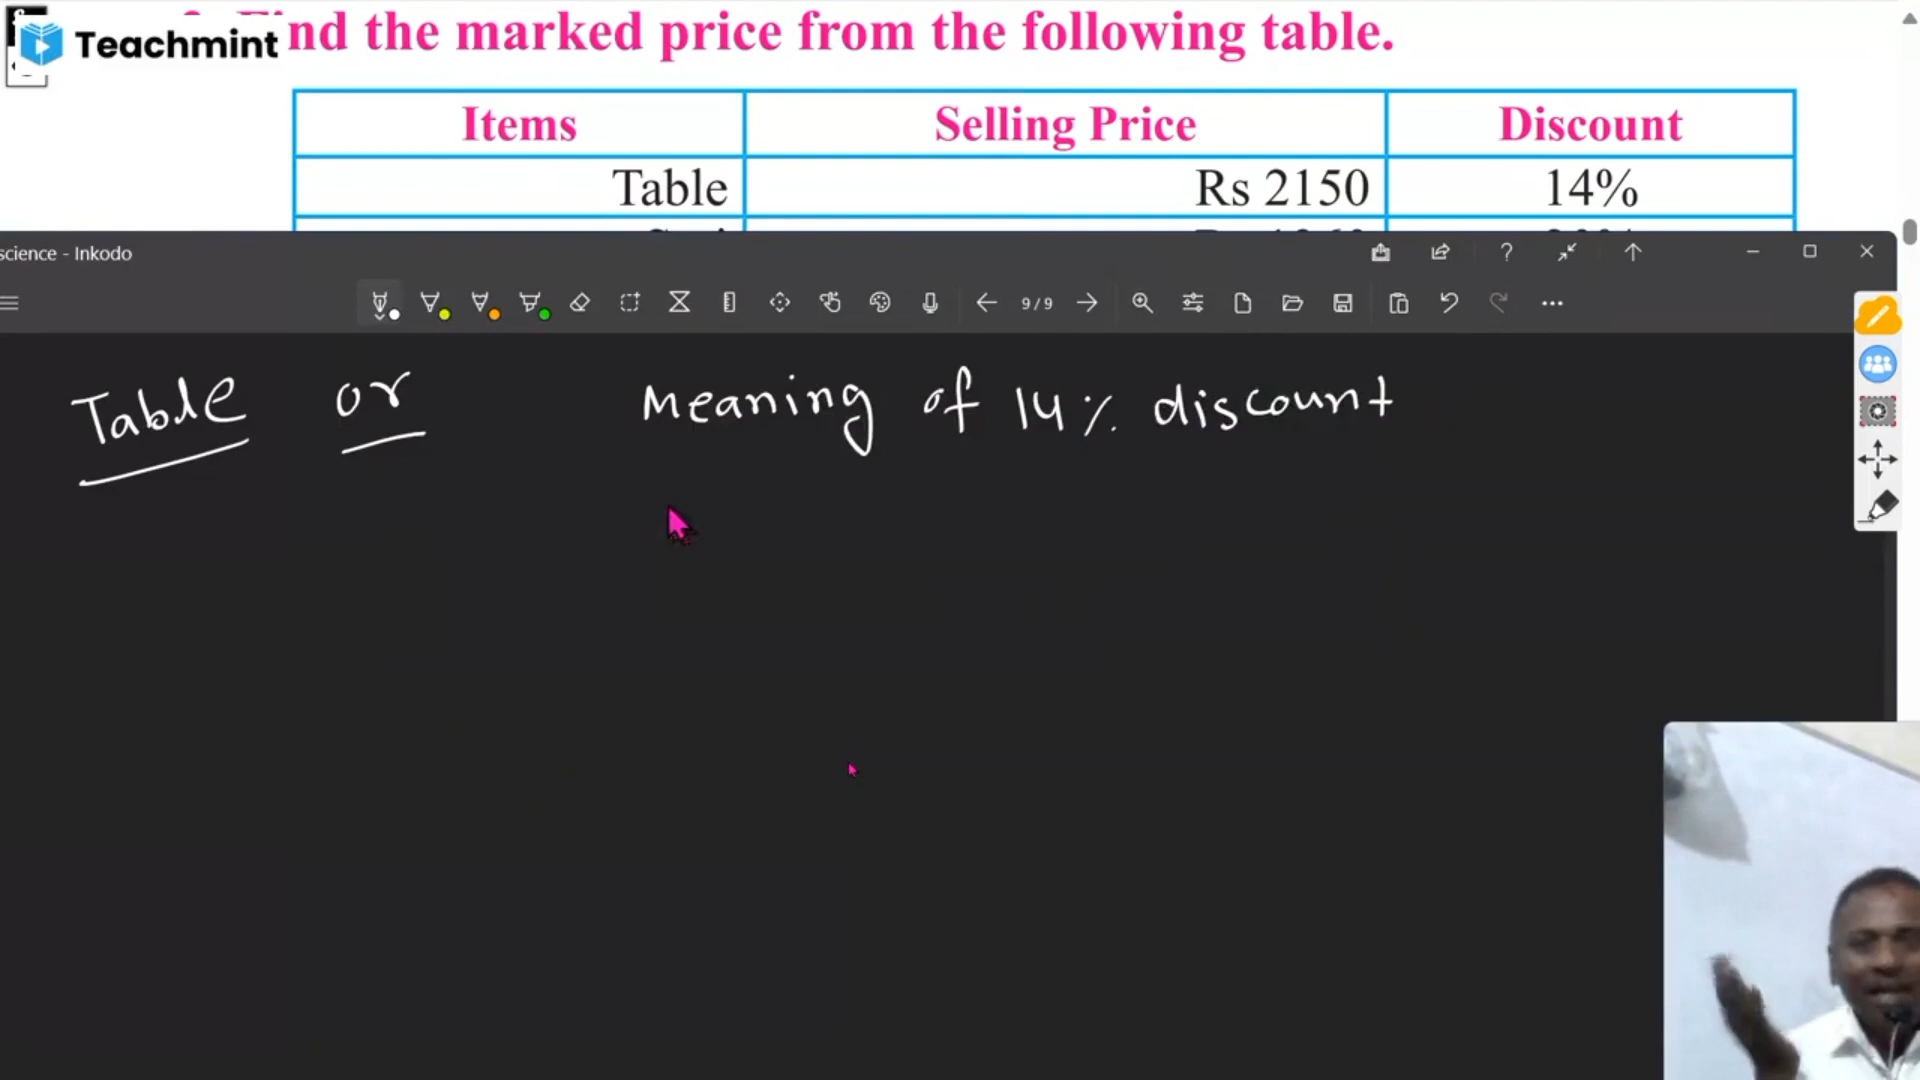 Teachmint
nd the marked price from the following table.
Items Selling Price Discount
Table Rs 2150 14%
science - Inkodo
9/9
Table or Meaning of 14% discount